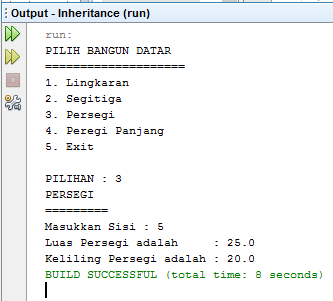 Output - Inheritance (run)
run:
PILIH BANGUN DATAR
====================
1. Lingkaran
2. Segitiga
3. Persegi
4. Peregi Panjang
5. Exit
PILIHAN : 3
PERSEGI
=========
Masukkan Sisi : 5
Luas Persegi adalah     : 25.0
Keliling Persegi adalah : 20.0
BUILD SUCCESSFUL (total time: 8 seconds)